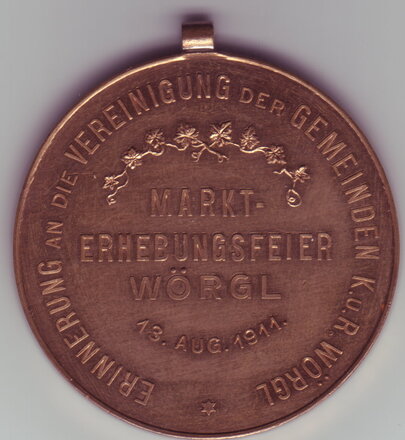 ERINNERUNG AN DIE VEREINIGUNG DER GEMEINDEN K.u.R. WÖRGL
MARKT-
ERHEBUNGSFEIER
WÖRGL
13. AUG. 1911.